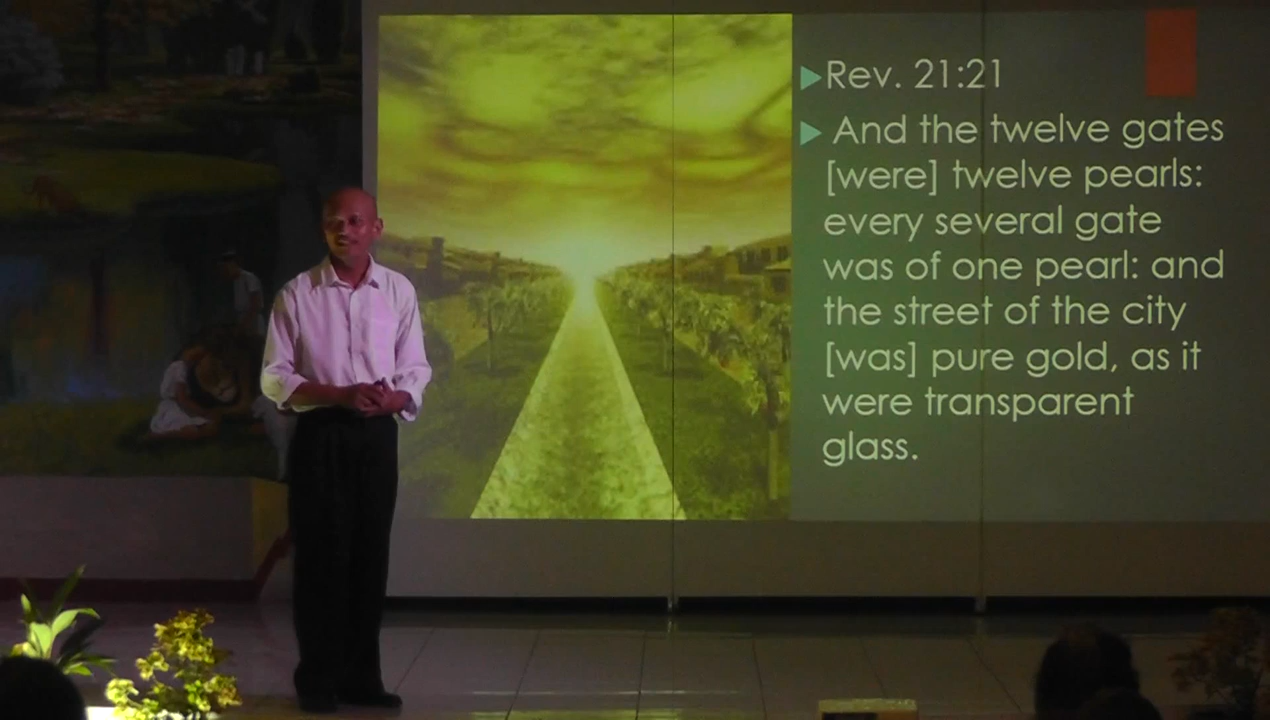 Rev. 21:21
And the twelve gates
[were] twelve pearls:
every several gate
was of one pearl: and
the street of the city
[was] pure gold, as it
were transparent
glass.